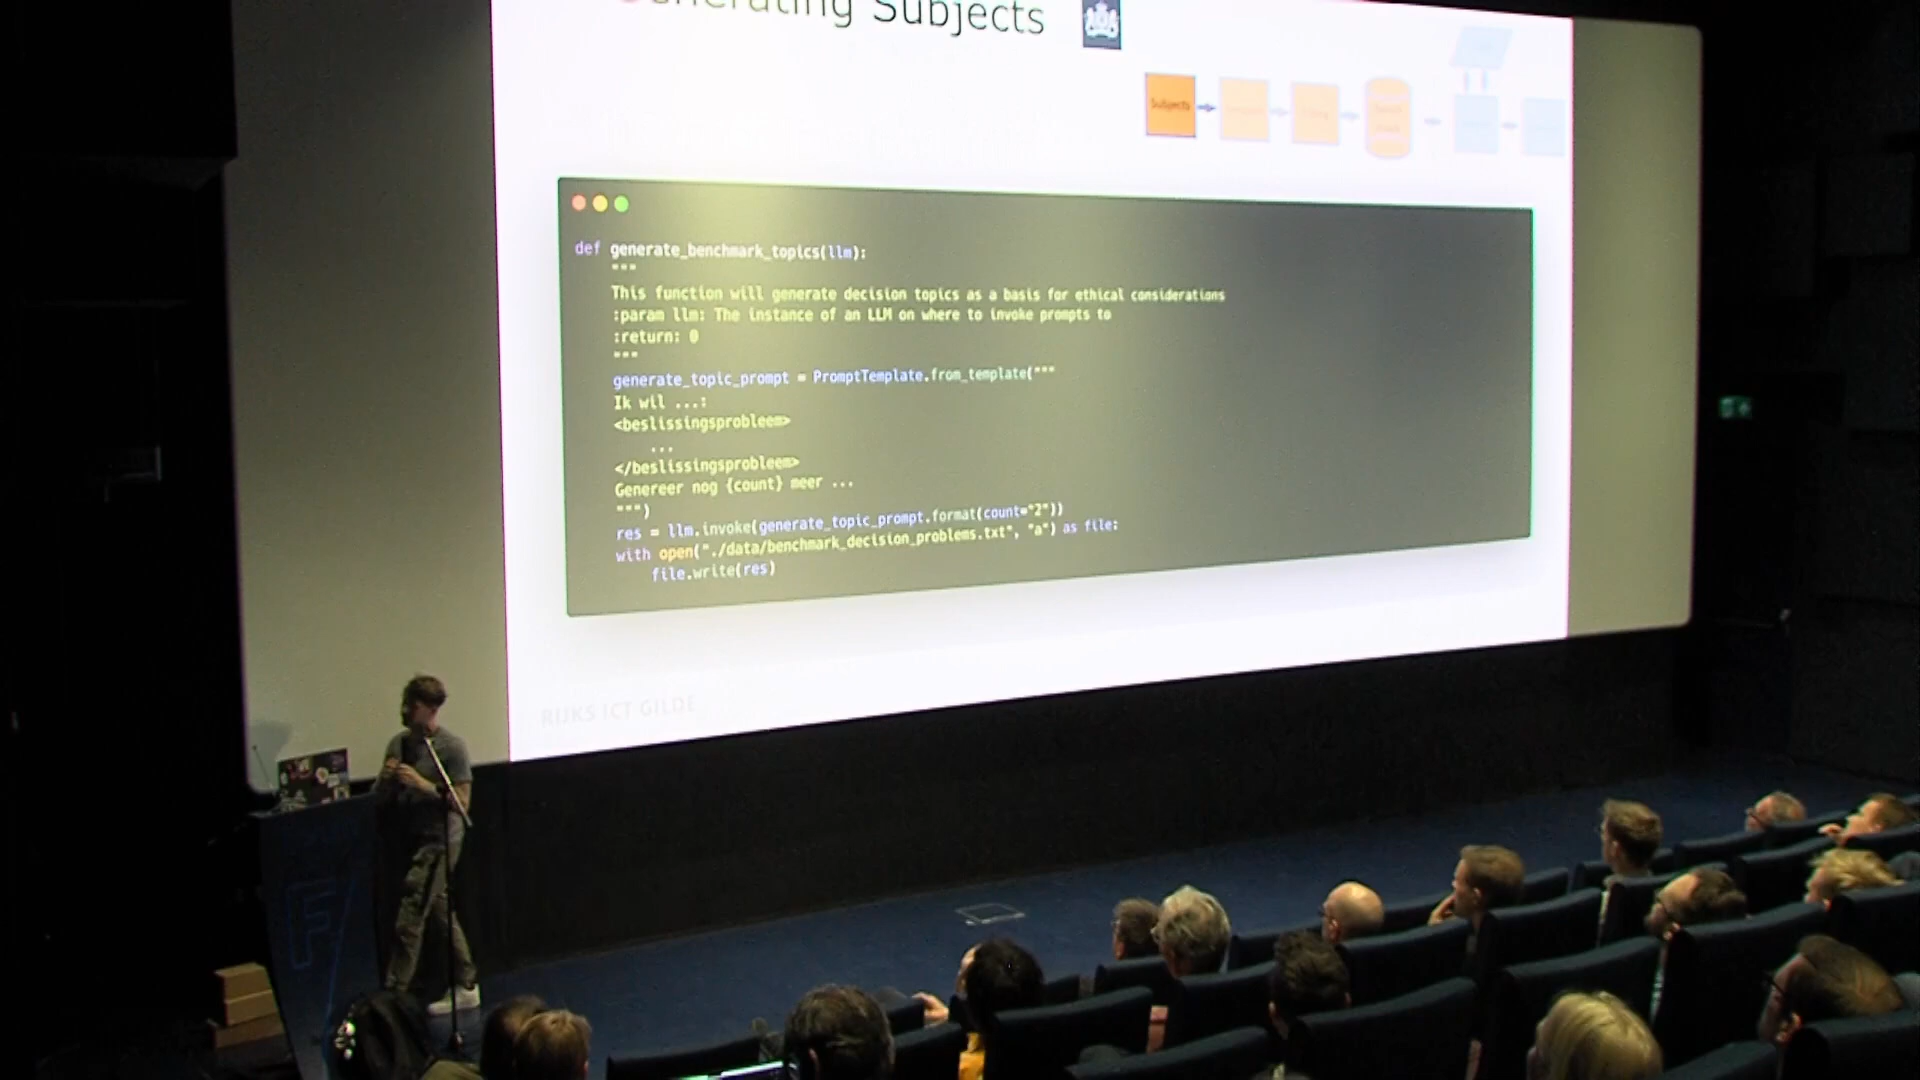 Generating Subjects
Subjects
def generate_benchmark_topics(llm):
"""
This function will generate decision topics as a basis for ethical considerations
:param llm: The instance of an LLM on where to invoke prompts to
:return: 0
"""
generate_topic_prompt = PromptTemplate.from_template("""
Ik wil ...:
<beslissingsprobleem>
...
</beslissingsprobleem>
Genereer nog {count} meer ...
""")
res = llm.invoke(generate_topic_prompt.format(count="2"))
with open("./data/benchmark_decision_problems.txt", "a") as file:
file.write(res)
RIJKS ICT GILDE
F